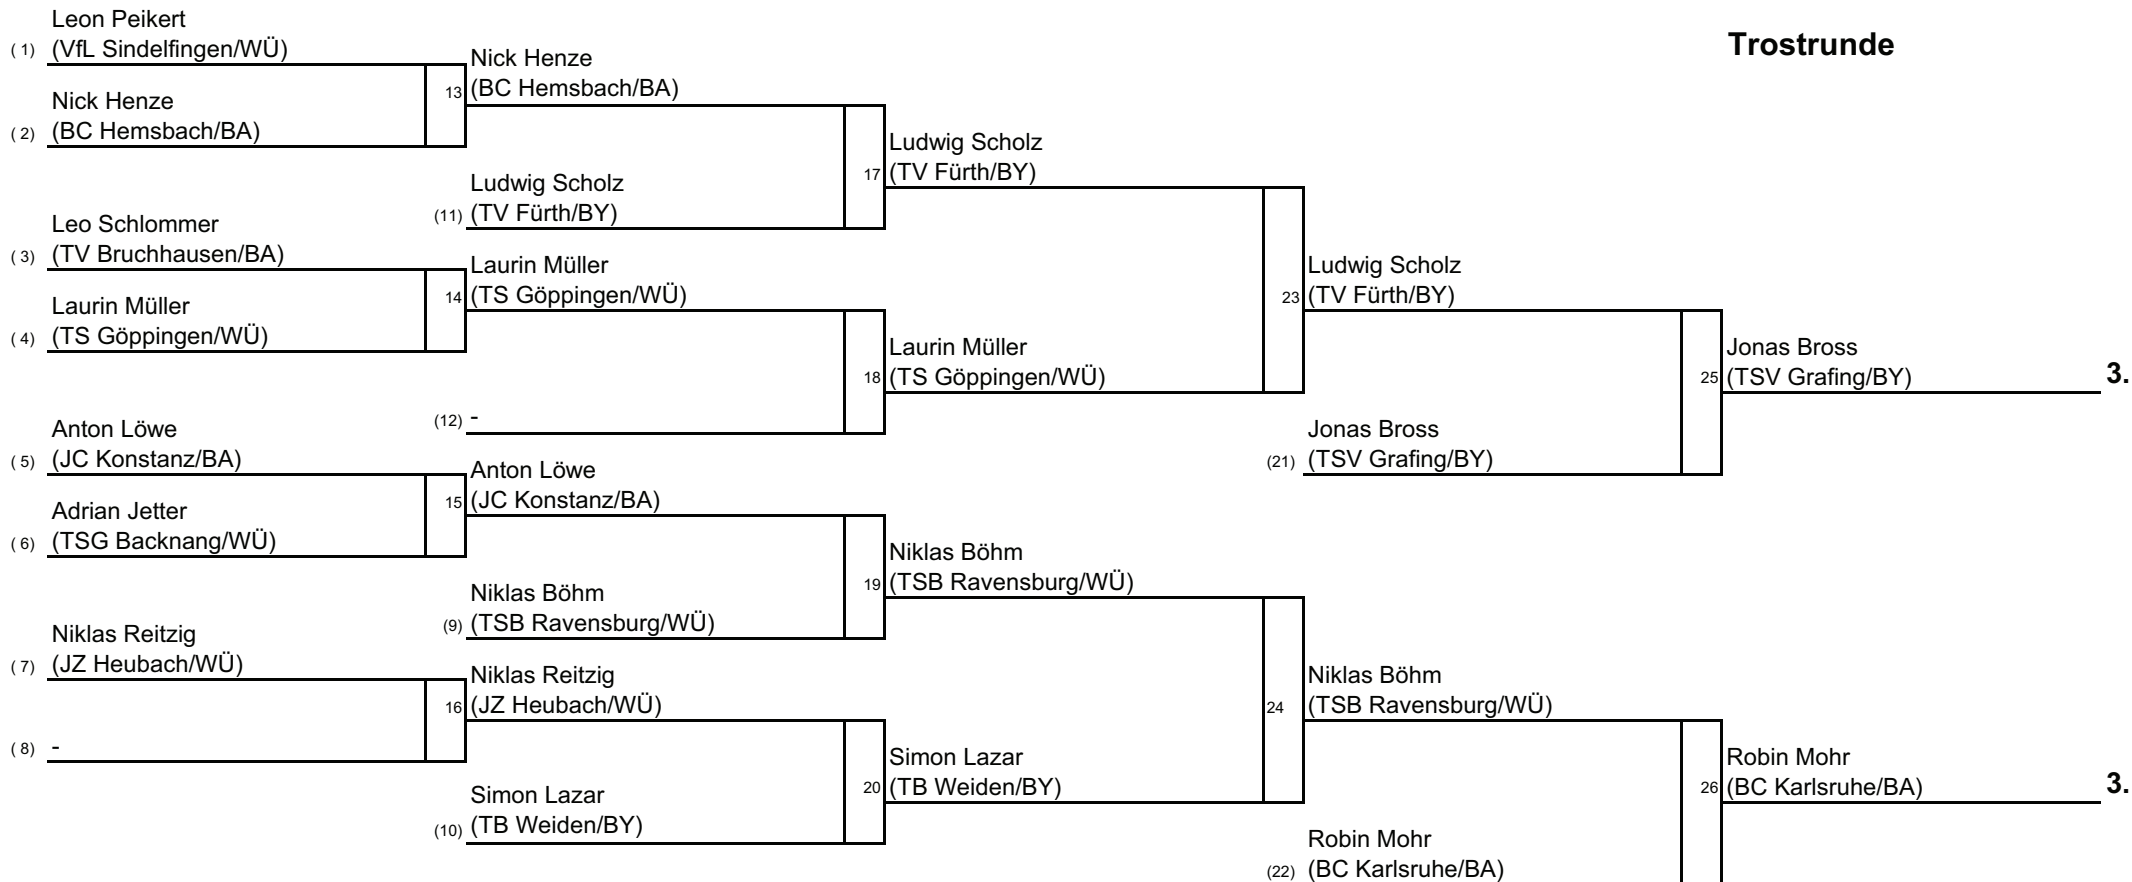 Trostrunde
Leon Peikert
( 1) (VfL Sindelfingen/WÜ)
Nick Henze
( 2) (BC Hemsbach/BA)
Leo Schlommer
( 3) (TV Bruchhausen/BA)
Laurin Müller
( 4) (TS Göppingen/WÜ)
Anton Löwe
( 5) (JC Konstanz/BA)
Adrian Jetter
( 6) (TSG Backnang/WÜ)
Niklas Reitzig
( 7) (JZ Heubach/WÜ)
( 8) -
Nick Henze
13 (BC Hemsbach/BA)
Ludwig Scholz
(11) (TV Fürth/BY)
Laurin Müller
14 (TS Göppingen/WÜ)
(12) -
Anton Löwe
15 (JC Konstanz/BA)
Niklas Böhm
(9) (TSB Ravensburg/WÜ)
Niklas Reitzig
16 (JZ Heubach/WÜ)
Simon Lazar
(10) (TB Weiden/BY)
Ludwig Scholz
17 (TV Fürth/BY)
Laurin Müller
18 (TS Göppingen/WÜ)
Niklas Böhm
19 (TSB Ravensburg/WÜ)
Simon Lazar
20 (TB Weiden/BY)
Ludwig Scholz
23 (TV Fürth/BY)
Jonas Bross
(21) (TSV Grafing/BY)
Niklas Böhm
24 (TSB Ravensburg/WÜ)
Robin Mohr
(22) (BC Karlsruhe/BA)
Jonas Bross
25 (TSV Grafing/BY) 3.
Robin Mohr
26 (BC Karlsruhe/BA) 3.